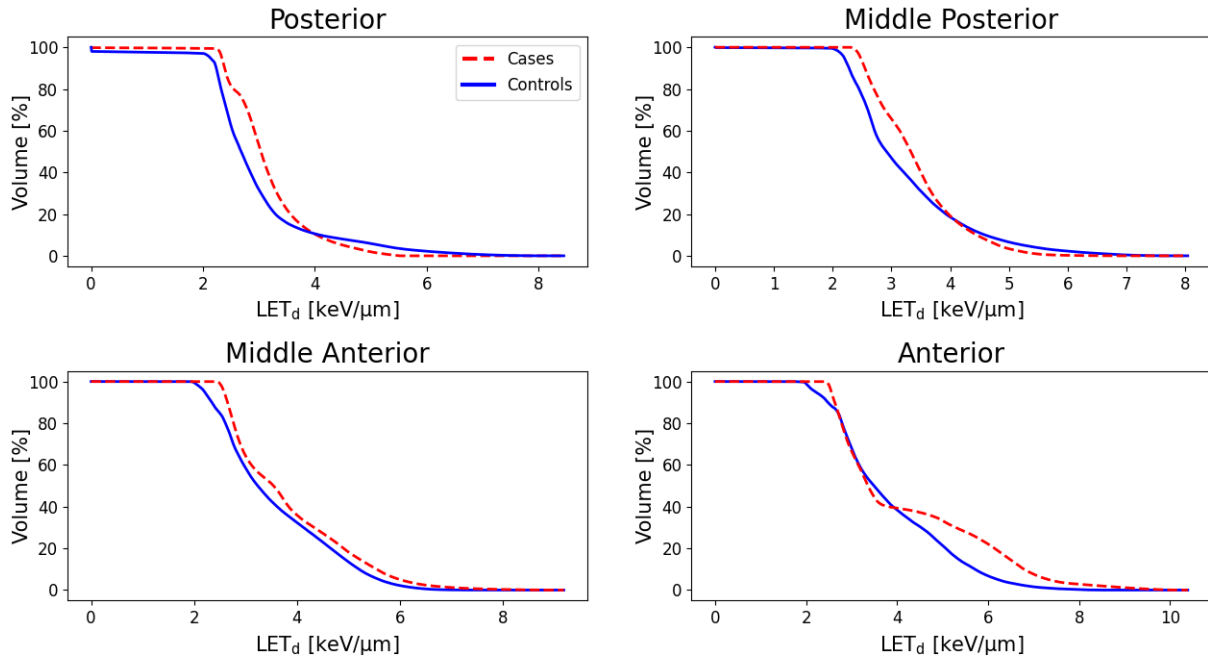 Posterior
100
80
60
40
20
0
Volume [%]
0 2 4 6 8
LETd [keV/μm]
Cases
Controls
Middle Posterior
100
80
60
40
20
0
Volume [%]
0 1 2 3 4 5 6 7 8
LETd [keV/μm]
Middle Anterior
100
80
60
40
20
0
Volume [%]
0 2 4 6 8
LETd [keV/μm]
Anterior
100
80
60
40
20
0
Volume [%]
0 2 4 6 8 10
LETd [keV/μm]